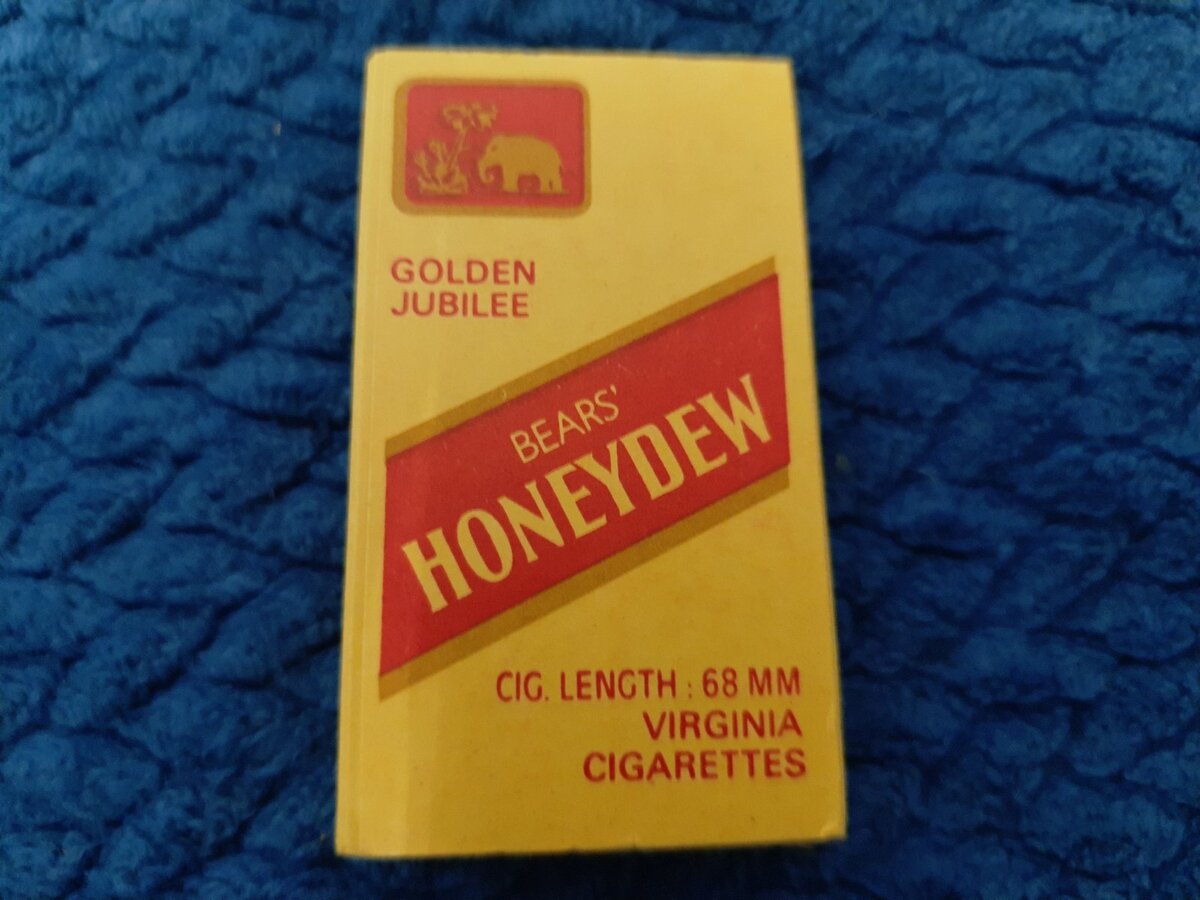 GOLDEN
JUBILEE
BEARS'
HONEYDEW
CIG. LENGTH : 68 MM
VIRGINIA
CIGARETTES